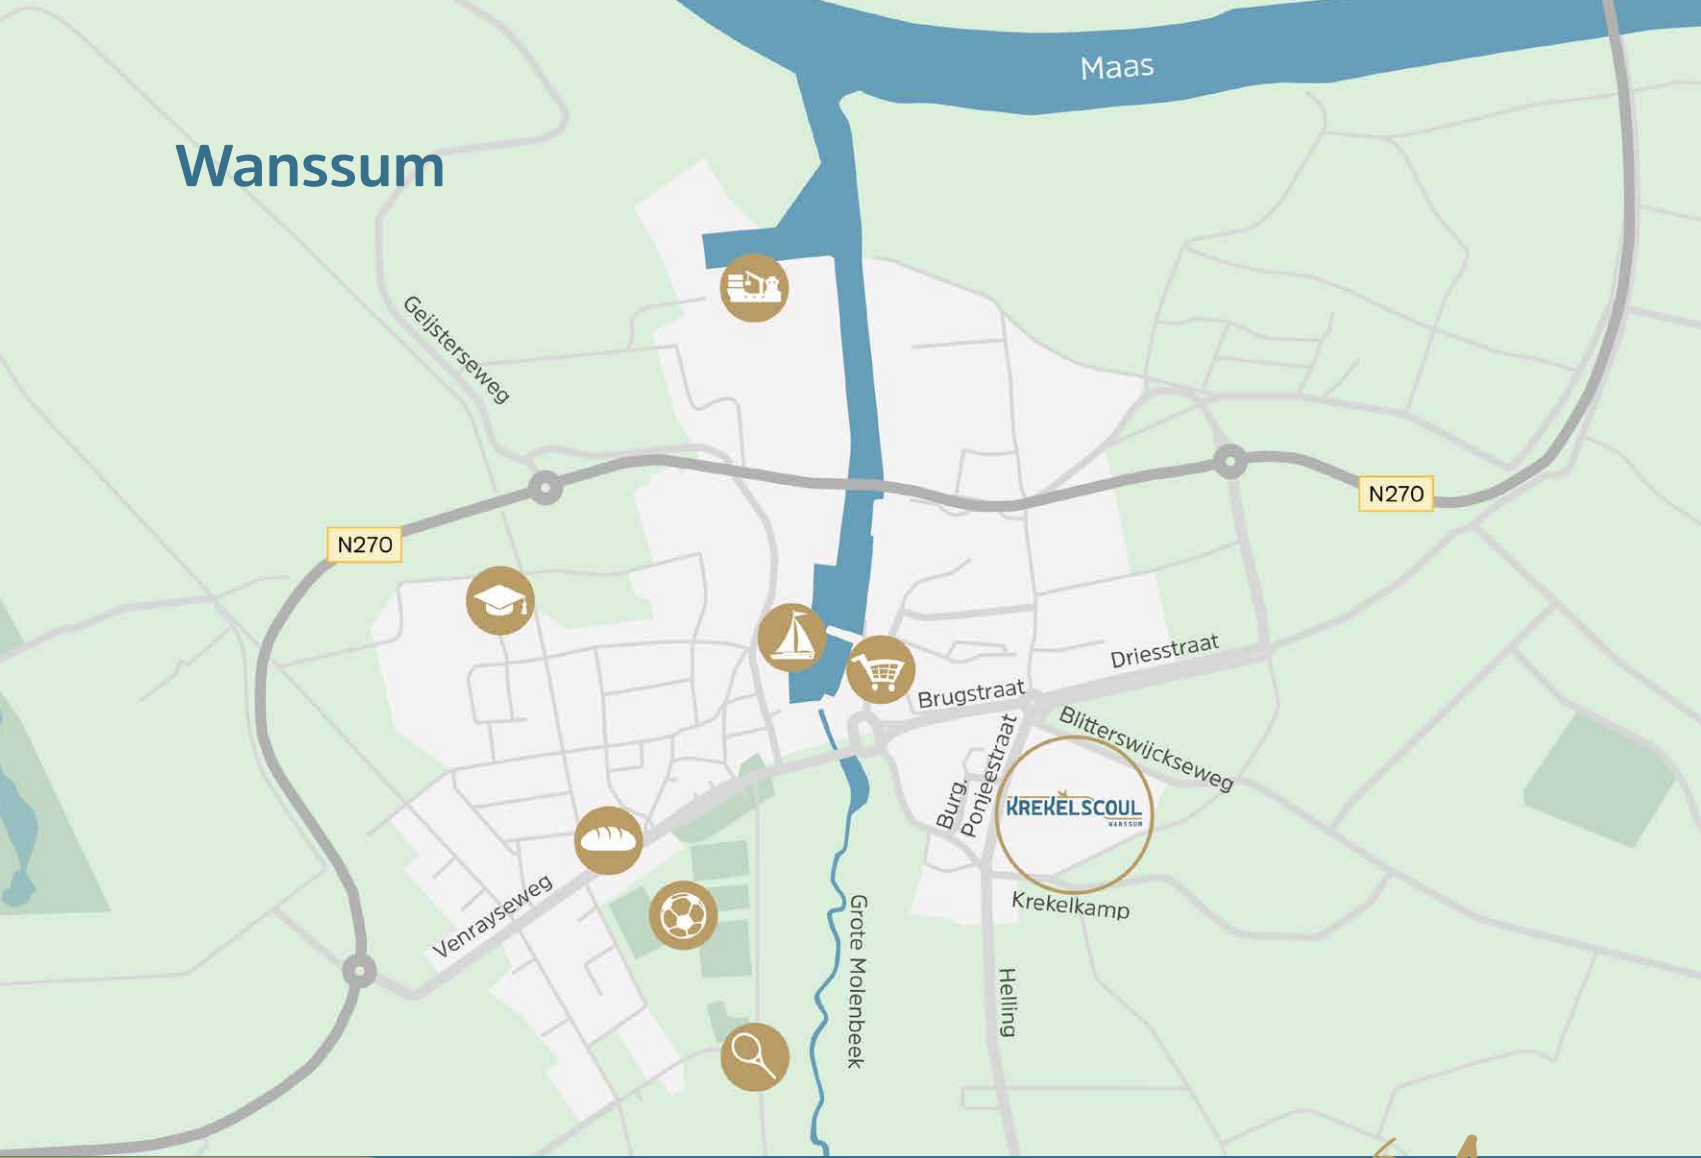 Maas
Wanssum
Geijsterseweg
N270
N270
Driesstraat
Brugstraat
Blitterswijckseweg
Burg.
Ponjeestraat
KREKELSCOUL
WANSSUM
Venrayseweg
Krekelkamp
Grote Molenbeek
Helling